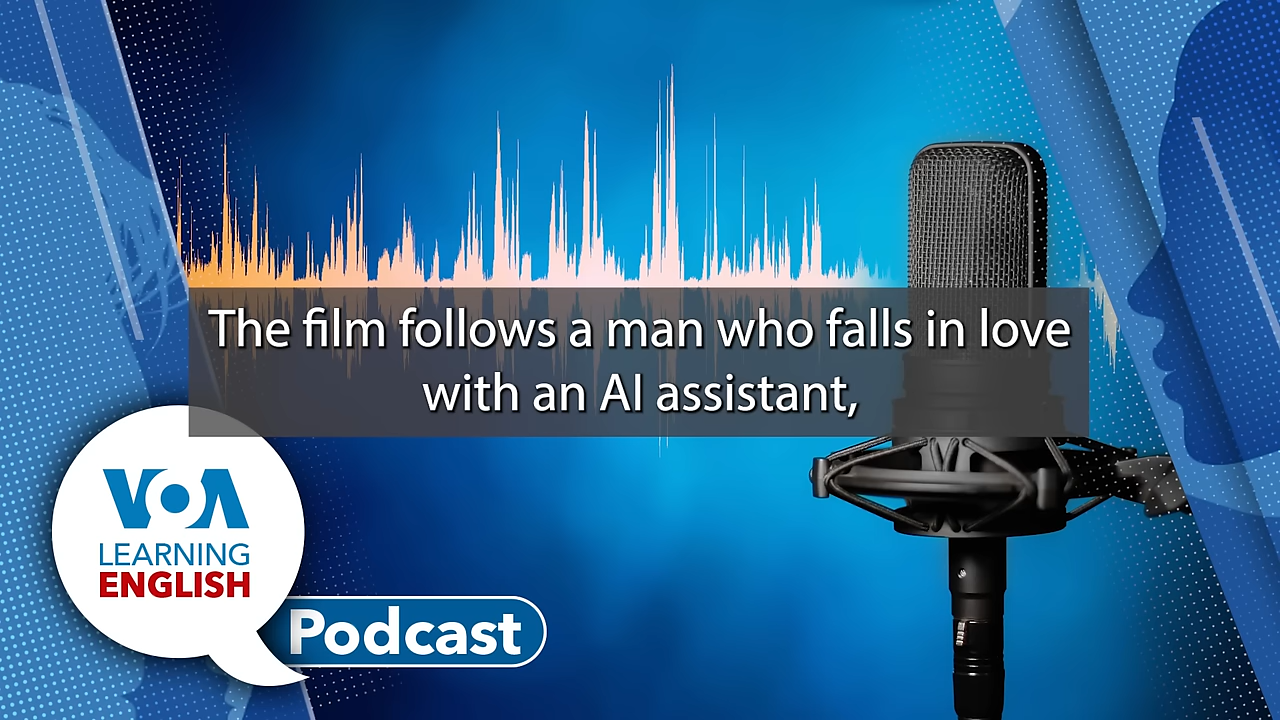 The film follows a man who falls in love
with an AI assistant,
VOA
LEARNING
ENGLISH
Podcast